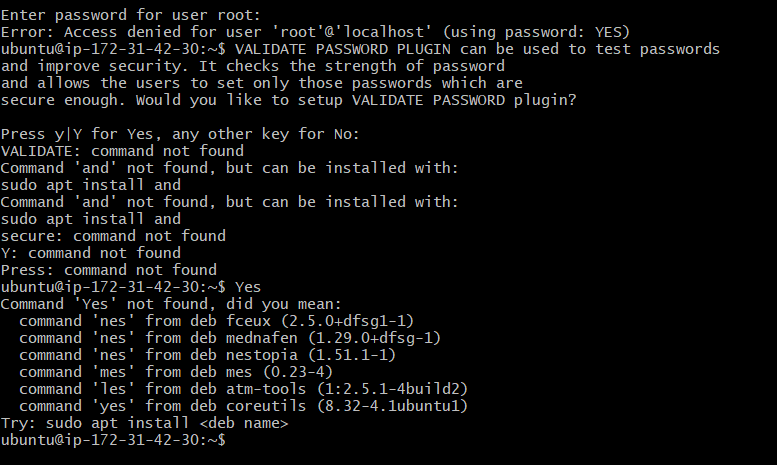 Enter password for user root:
Error: Access denied for user 'root'@'localhost' (using password: YES)
ubuntu@ip-172-31-42-30:~$ VALIDATE PASSWORD PLUGIN can be used to test passwords
and improve security. It checks the strength of password
and allows the users to set only those passwords which are
secure enough. Would you like to setup VALIDATE PASSWORD plugin?
Press y|Y for Yes, any other key for No:
VALIDATE: command not found
Command 'and' not found, but can be installed with:
sudo apt install and
Command 'and' not found, but can be installed with:
sudo apt install and
secure: command not found
Y: command not found
Press: command not found
ubuntu@ip-172-31-42-30:~$ Yes
Command 'Yes' not found, did you mean:
  command 'nes' from deb fceux (2.5.0+dfsg1-1)
  command 'nes' from deb mednafen (1.29.0+dfsg-1)
  command 'nes' from deb nestopia (1.51.1-1)
  command 'mes' from deb mes (0.23-4)
  command 'les' from deb atm-tools (1:2.5.1-4build2)
  command 'yes' from deb coreutils (8.32-4.1ubuntu1)
Try: sudo apt install <deb name>
ubuntu@ip-172-31-42-30:~$